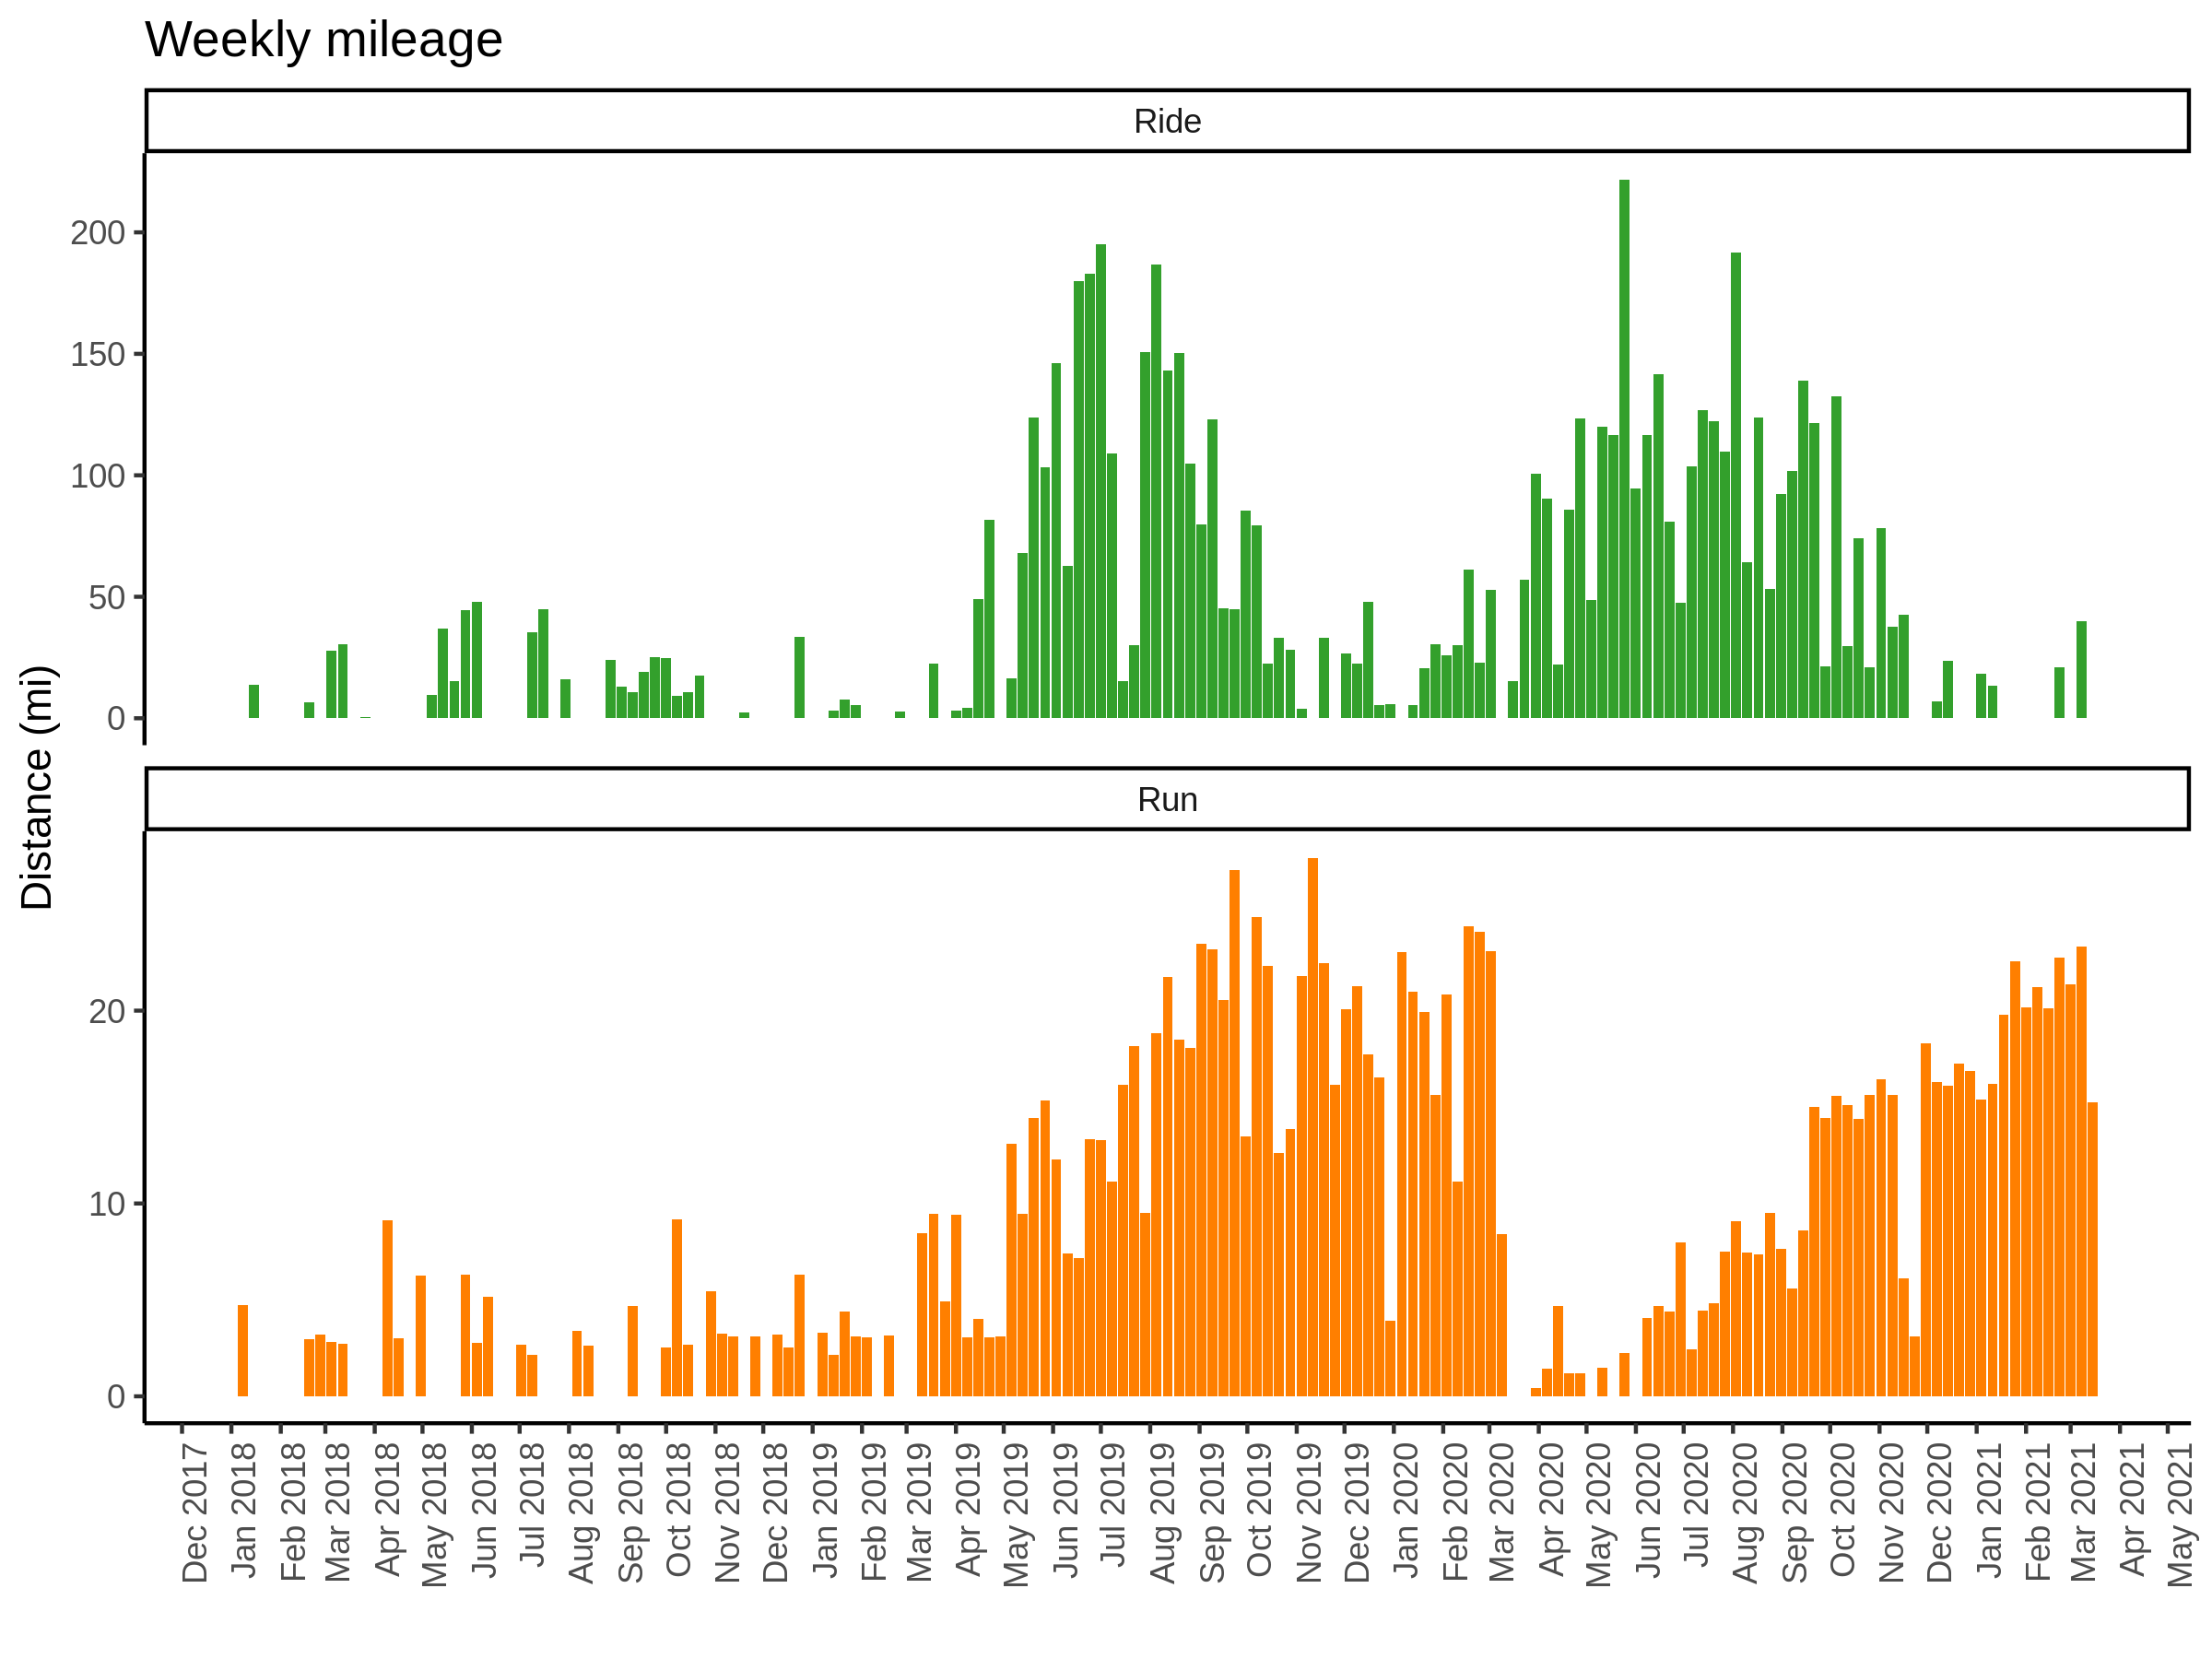 Weekly mileage
Ride
200
150
100
50
0
Distance (mi)
Run
20
10
0
Dec 2017
Jan 2018
Feb 2018
Mar 2018
Apr 2018
May 2018
Jun 2018
Jul 2018
Aug 2018
Sep 2018
Oct 2018
Nov 2018
Dec 2018
Jan 2019
Feb 2019
Mar 2019
Apr 2019
May 2019
Jun 2019
Jul 2019
Aug 2019
Sep 2019
Oct 2019
Nov 2019
Dec 2019
Jan 2020
Feb 2020
Mar 2020
Apr 2020
May 2020
Jun 2020
Jul 2020
Aug 2020
Sep 2020
Oct 2020
Nov 2020
Dec 2020
Jan 2021
Feb 2021
Mar 2021
Apr 2021
May 2021